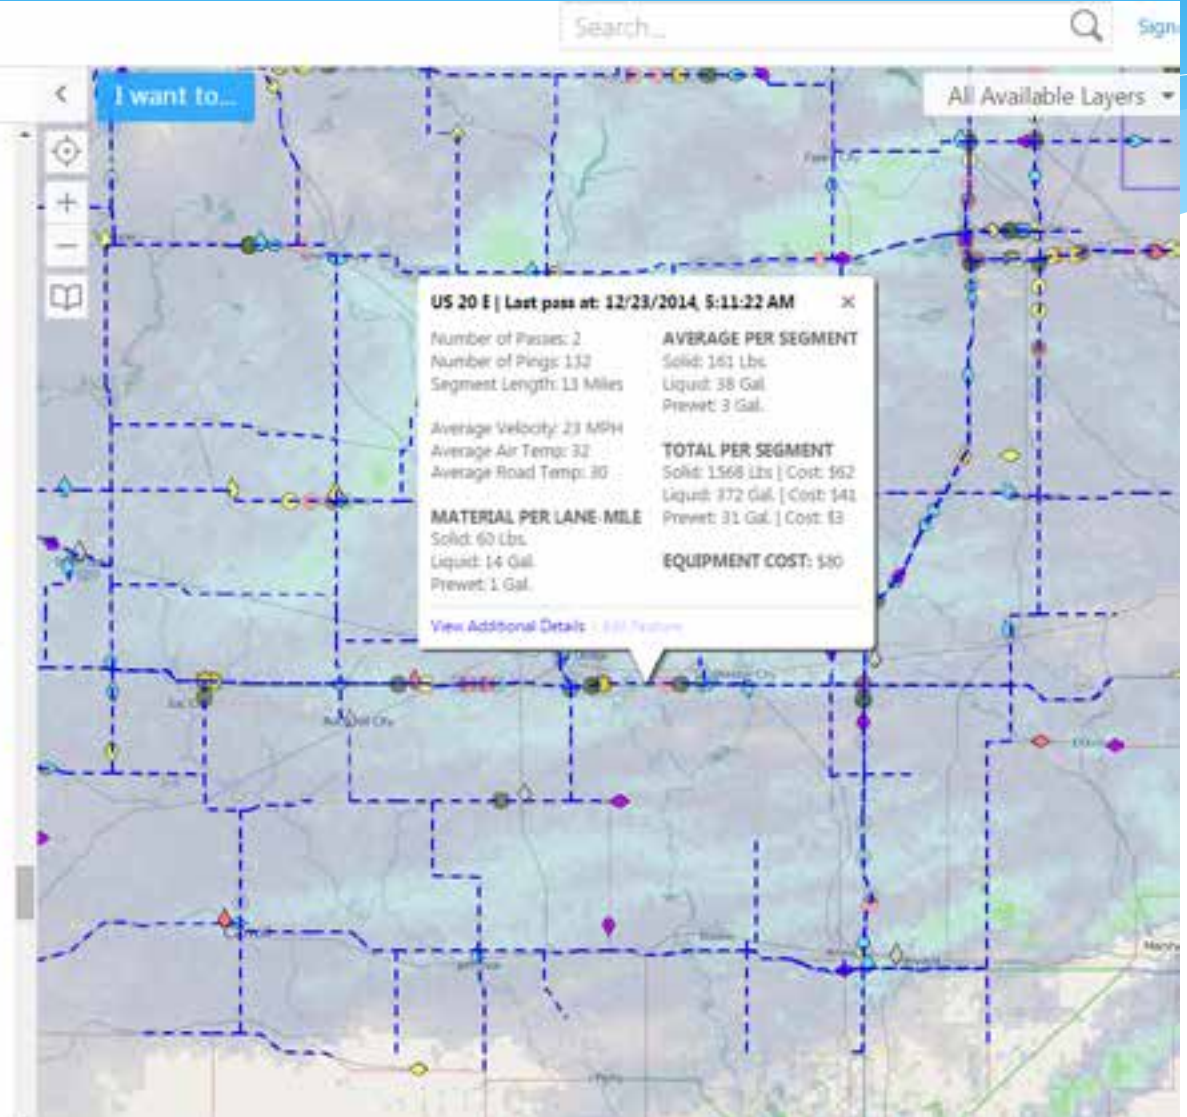 Search...
Sign
I want to...
All Available Layers
US 20 E | Last pass at: 12/23/2014, 5:11:22 AM
Number of Passes: 2
Number of Pings: 132
Segment Length: 13 Miles
Average Velocity: 23 MPH
Average Air Temp: 32
Average Road Temp: 30
MATERIAL PER LANE-MILE
Solid: 60 Lbs.
Liquid: 14 Gal.
Prewet: 1 Gal.
AVERAGE PER SEGMENT
Solid: 161 Lbs.
Liquid: 38 Gal.
Prewet: 3 Gal.
TOTAL PER SEGMENT
Solid: 1568 Lbs | Cost: $62
Liquid: 372 Gal. | Cost: $41
Prewet: 31 Gal. | Cost: $3
EQUIPMENT COST: $80
View Additional Details | Edit Feature